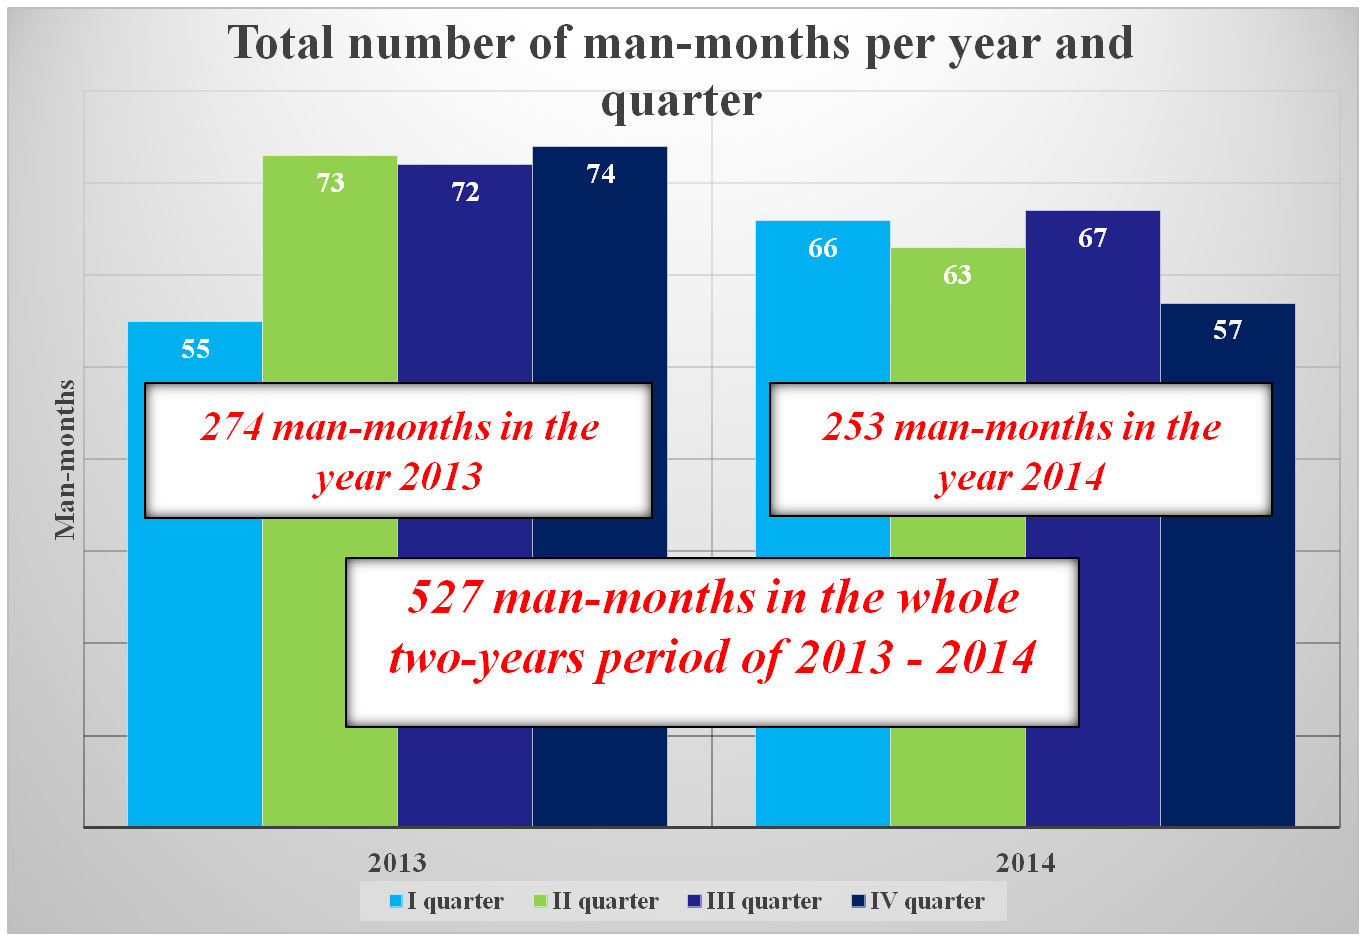 Total number of man-months per year and
quarter
Man-months
55
73
72
74
66
63
67
57
274 man-months in the
year 2013
253 man-months in the
year 2014
527 man-months in the whole
two-years period of 2013 - 2014
2013
2014
I quarter
II quarter
III quarter
IV quarter